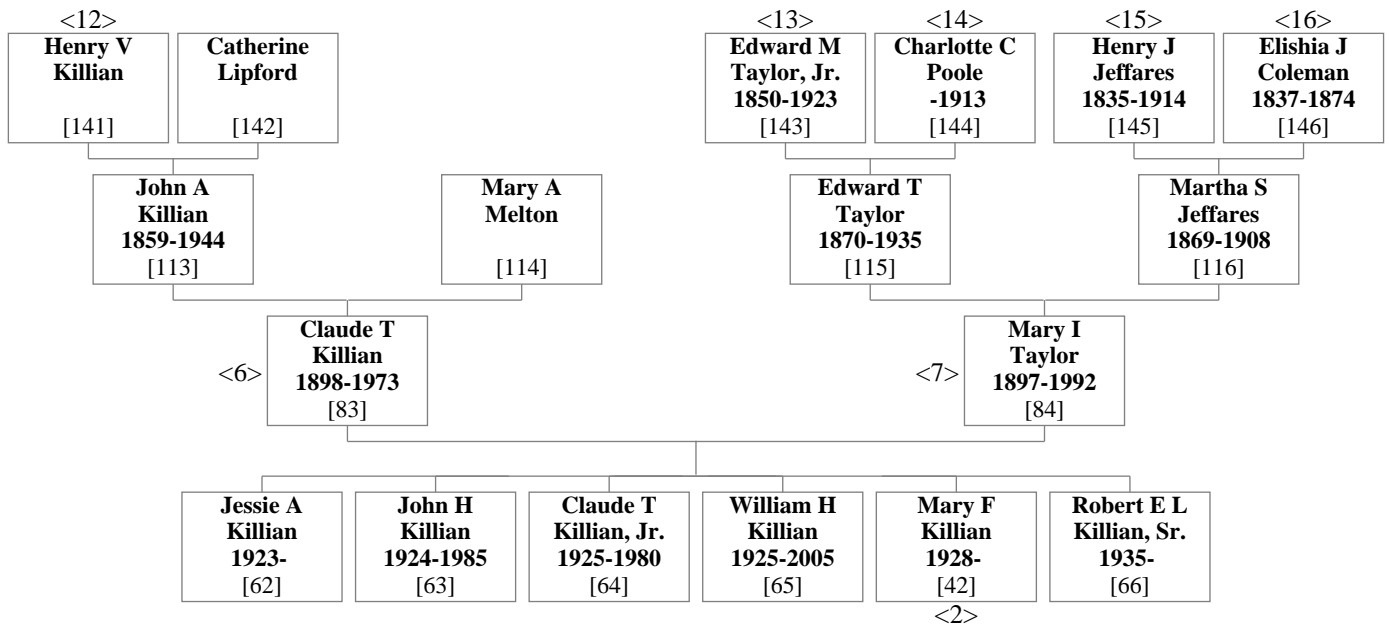 <12>
Henry V
Killian
[141]
Catherine
Lipford
[142]
<13>
Edward M
Taylor, Jr.
1850-1923
[143]
<14>
Charlotte C
Poole
-1913
[144]
<15>
Henry J
Jeffares
1835-1914
[145]
<16>
Elishia J
Coleman
1837-1874
[146]
John A
Killian
1859-1944
[113]
Mary A
Melton
[114]
Edward T
Taylor
1870-1935
[115]
Martha S
Jeffares
1869-1908
[116]
<6>
Claude T
Killian
1898-1973
[83]
<7>
Mary I
Taylor
1897-1992
[84]
Jessie A
Killian
1923-
[62]
John H
Killian
1924-1985
[63]
Claude T
Killian, Jr.
1925-1980
[64]
William H
Killian
1925-2005
[65]
Mary F
Killian
1928-
[42]
<2>
Robert E L
Killian, Sr.
1935-
[66]